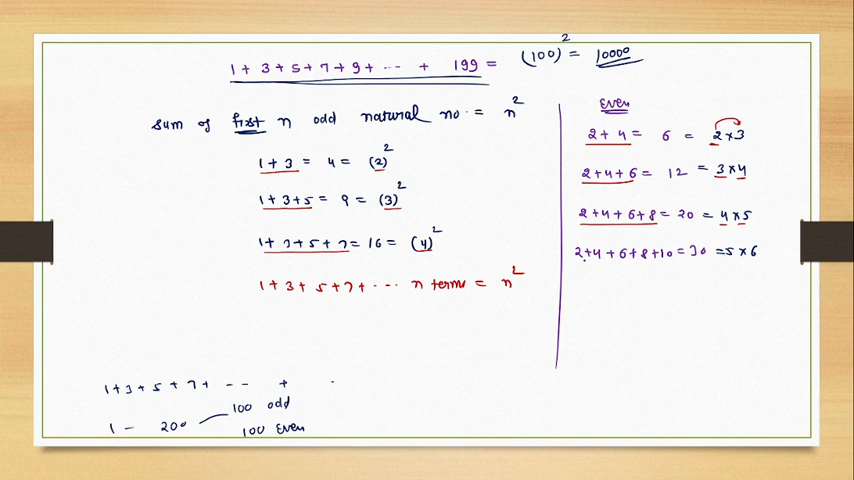 1 + 3 + 5 + 7 + 9 + --- + 199 = (100)² = 10000
sum of first n odd natural no. = n²
1 + 3 = 4 = (2)²
1 + 3 + 5 = 9 = (3)²
1 + 3 + 5 + 7 = 16 = (4)²
1 + 3 + 5 + 7 + ---- n terms = n²
1 + 3 + 5 + 7 + -- +
1 - 200
100 odd
100 Even
Even
2 + 4 = 6 = 2 × 3
2 + 4 + 6 = 12 = 3 × 4
2 + 4 + 6 + 8 = 20 = 4 × 5
2 + 4 + 6 + 8 + 10 = 30 = 5 × 6